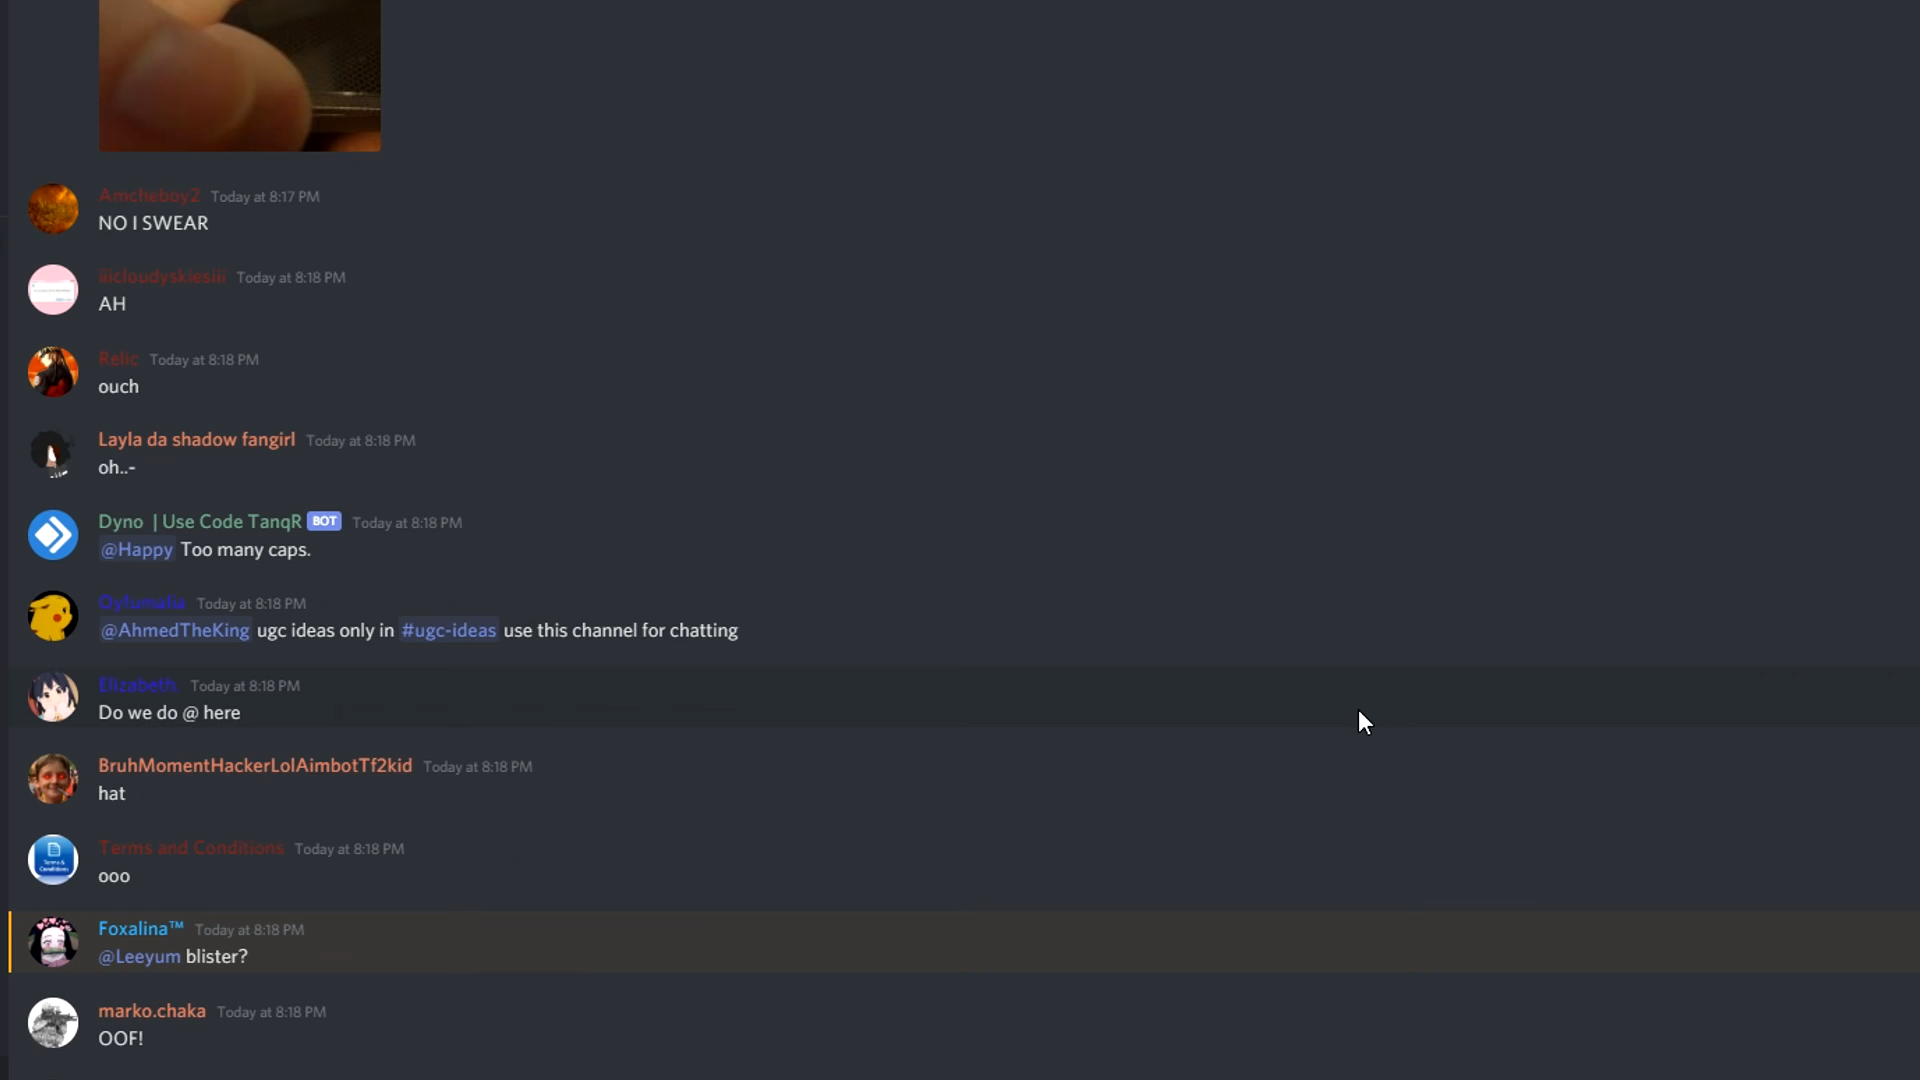 Amcheboy2 Today at 8:17 PM
NO I SWEAR
iiicloudyskiesiii Today at 8:18 PM
AH
Relic Today at 8:18 PM
ouch
Layla da shadow fangirl Today at 8:18 PM
oh..-
Dyno | Use Code TanqR BOT Today at 8:18 PM
@Happy Too many caps.
Today at 8:18 PM
@AhmedTheKing ugc ideas only in #ugc-ideas use this channel for chatting
Elizabeth. Today at 8:18 PM
Do we do @ here
BruhMomentHackerLolAimbotTf2kid Today at 8:18 PM
hat
Terms & Conditions
Terms and Conditions Today at 8:18 PM
ooo
Foxalina™ Today at 8:18 PM
@Leeyum blister?
marko.chaka Today at 8:18 PM
OOF!